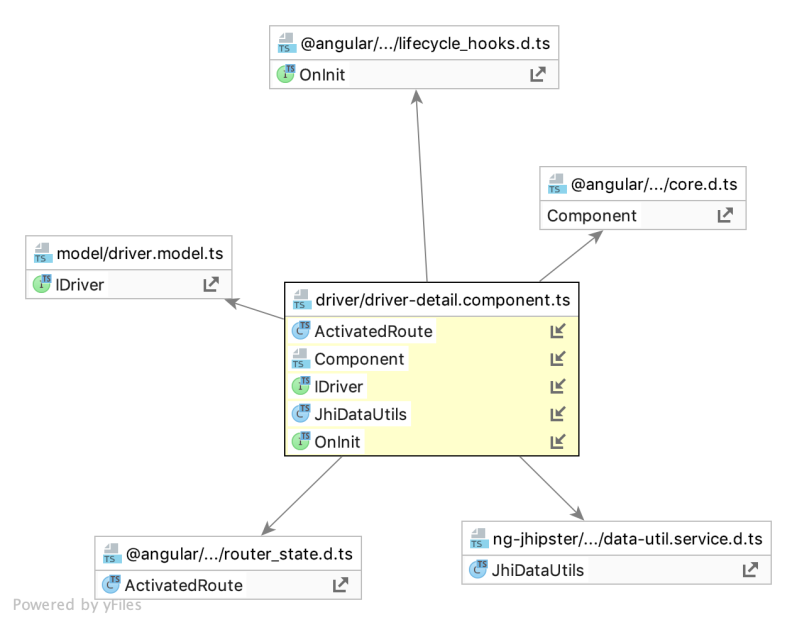 @angular/.../lifecycle_hooks.d.ts
OnInit
@angular/.../core.d.ts
Component
model/driver.model.ts
IDriver
driver/driver-detail.component.ts
ActivatedRoute
Component
IDriver
JhiDataUtils
OnInit
@angular/.../router_state.d.ts
ActivatedRoute
ng-jhipster/.../data-util.service.d.ts
JhiDataUtils
Powered by yFiles